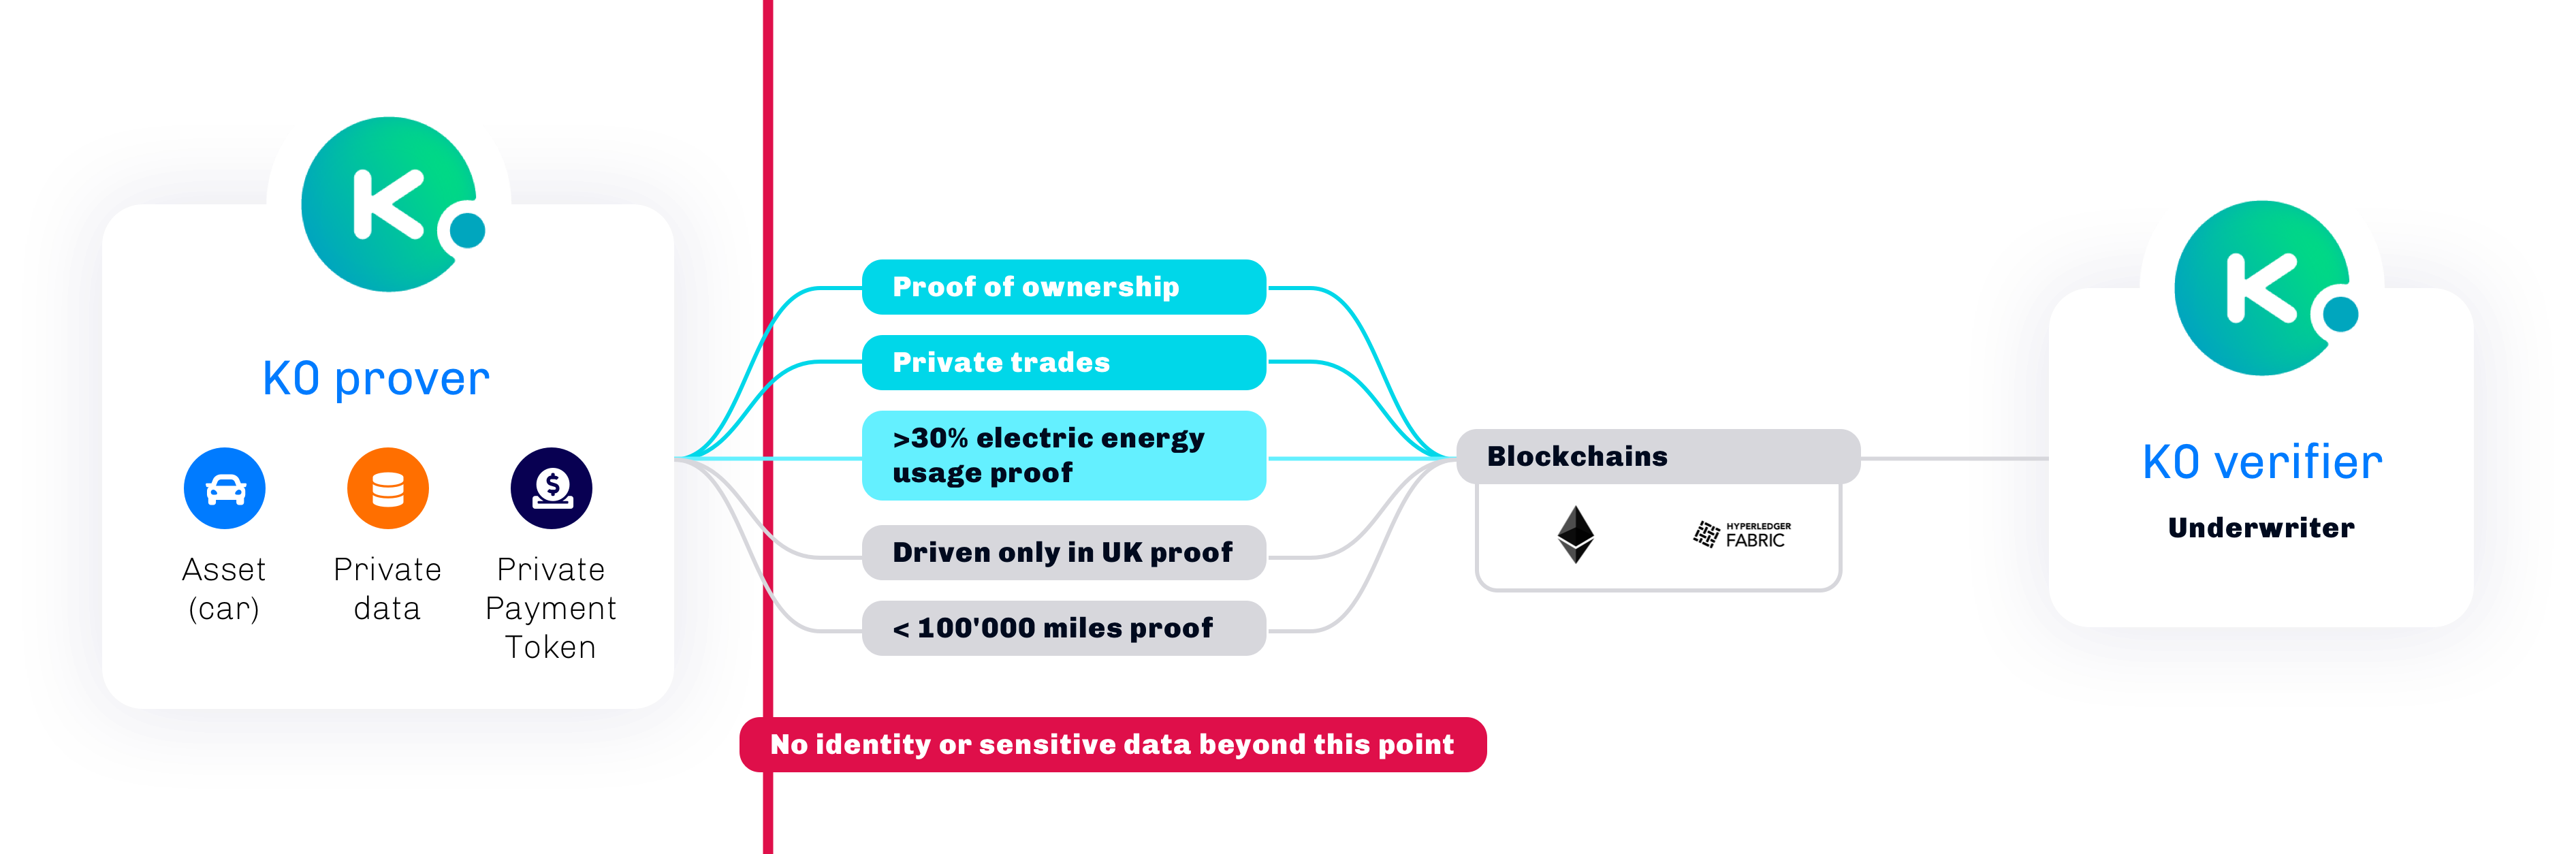 K
K0 prover
Asset
(car)
Private
data
Private
Payment
Token
Proof of ownership
Private trades
>30% electric energy
usage proof
Driven only in UK proof
< 100'000 miles proof
No identity or sensitive data beyond this point
Blockchains
HYPERLEDGER
FABRIC
K
K0 verifier
Underwriter